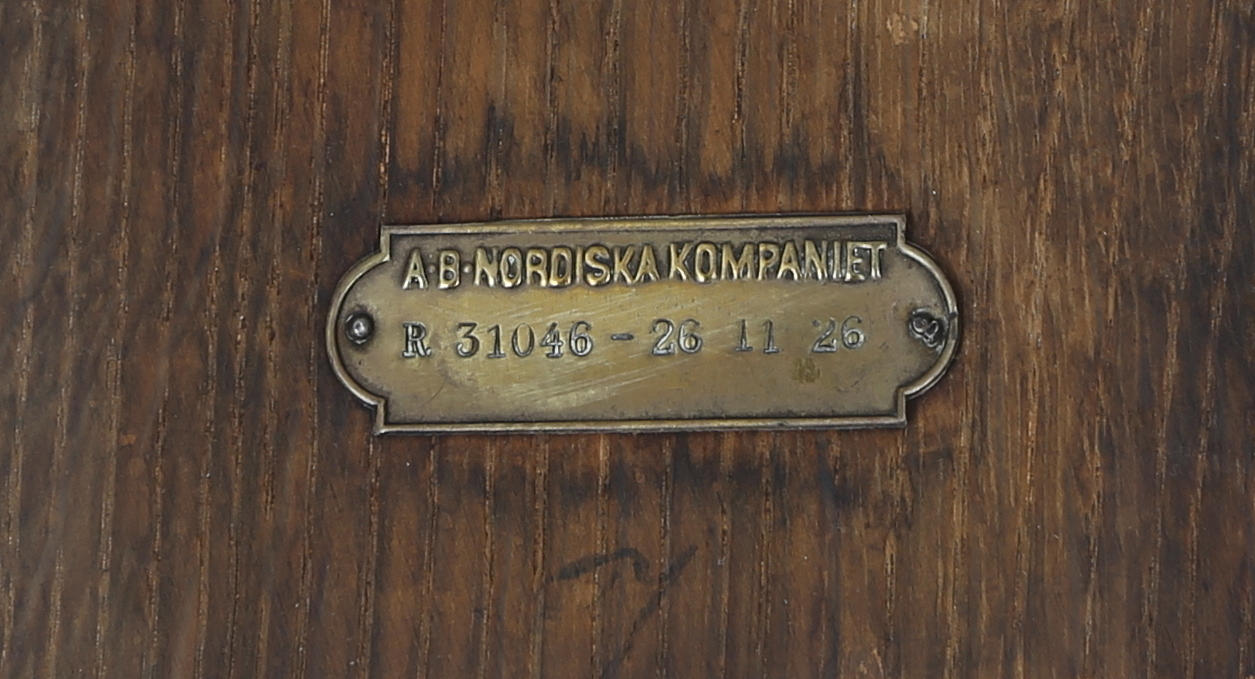 A·B·NORDISKA KOMPANIET
R 31046 - 26 11 26